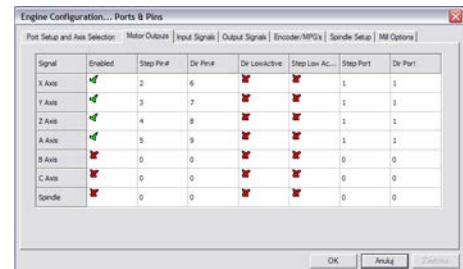 Engine Configuration... Ports & Pins
Port Setup and Axis Selection Motor Outputs Input Signals Output Signals Encoder/MPG's Spindle Setup Mill Options
Signal Enabled Step Pin# Dir Pin# Dir LowActive Step Low Ac... Step Port Dir Port
X Axis 2 6 1 1
Y Axis 3 7 1 1
Z Axis 4 8 1 1
A Axis 5 9 1 1
B Axis 0 0 0 0
C Axis 0 0 0 0
Spindle 0 0 0 0
OK Anuluj Zastosuj